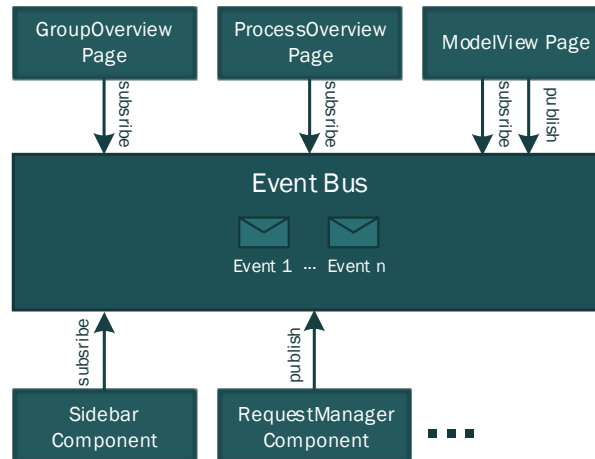 GroupOverview
Page
ProcessOverview
Page
ModelView Page
subsribe
subsribe
subsribe
publish
Event Bus
Event 1 ... Event n
subsribe
publish
Sidebar
Component
RequestManager
Component
...